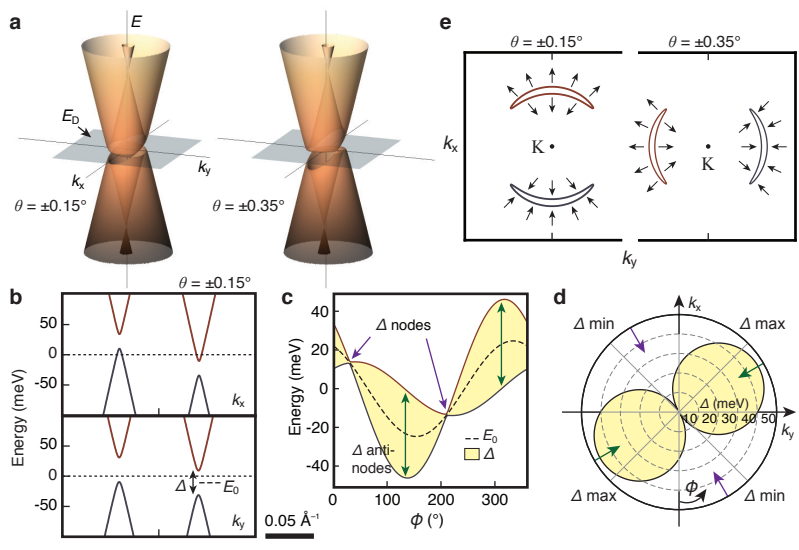 a
E
E_D
k_x
k_y
θ = ±0.15°
θ = ±0.35°
b
θ = ±0.15°
50
0
-50
k_x
50
0
-50
Δ
E_0
k_y
Energy (meV)
0.05 Å⁻¹
c
40
20
0
-20
-40
Energy (meV)
Δ nodes
Δ anti-
nodes
E_0
Δ
0 100 200 300
ϕ (°)
d
k_x
Δ min
Δ max
Δ (meV)
10 20 30 40 50
k_y
Δ max
ϕ
Δ min
e
θ = ±0.15°
θ = ±0.35°
k_x
K
K
k_y